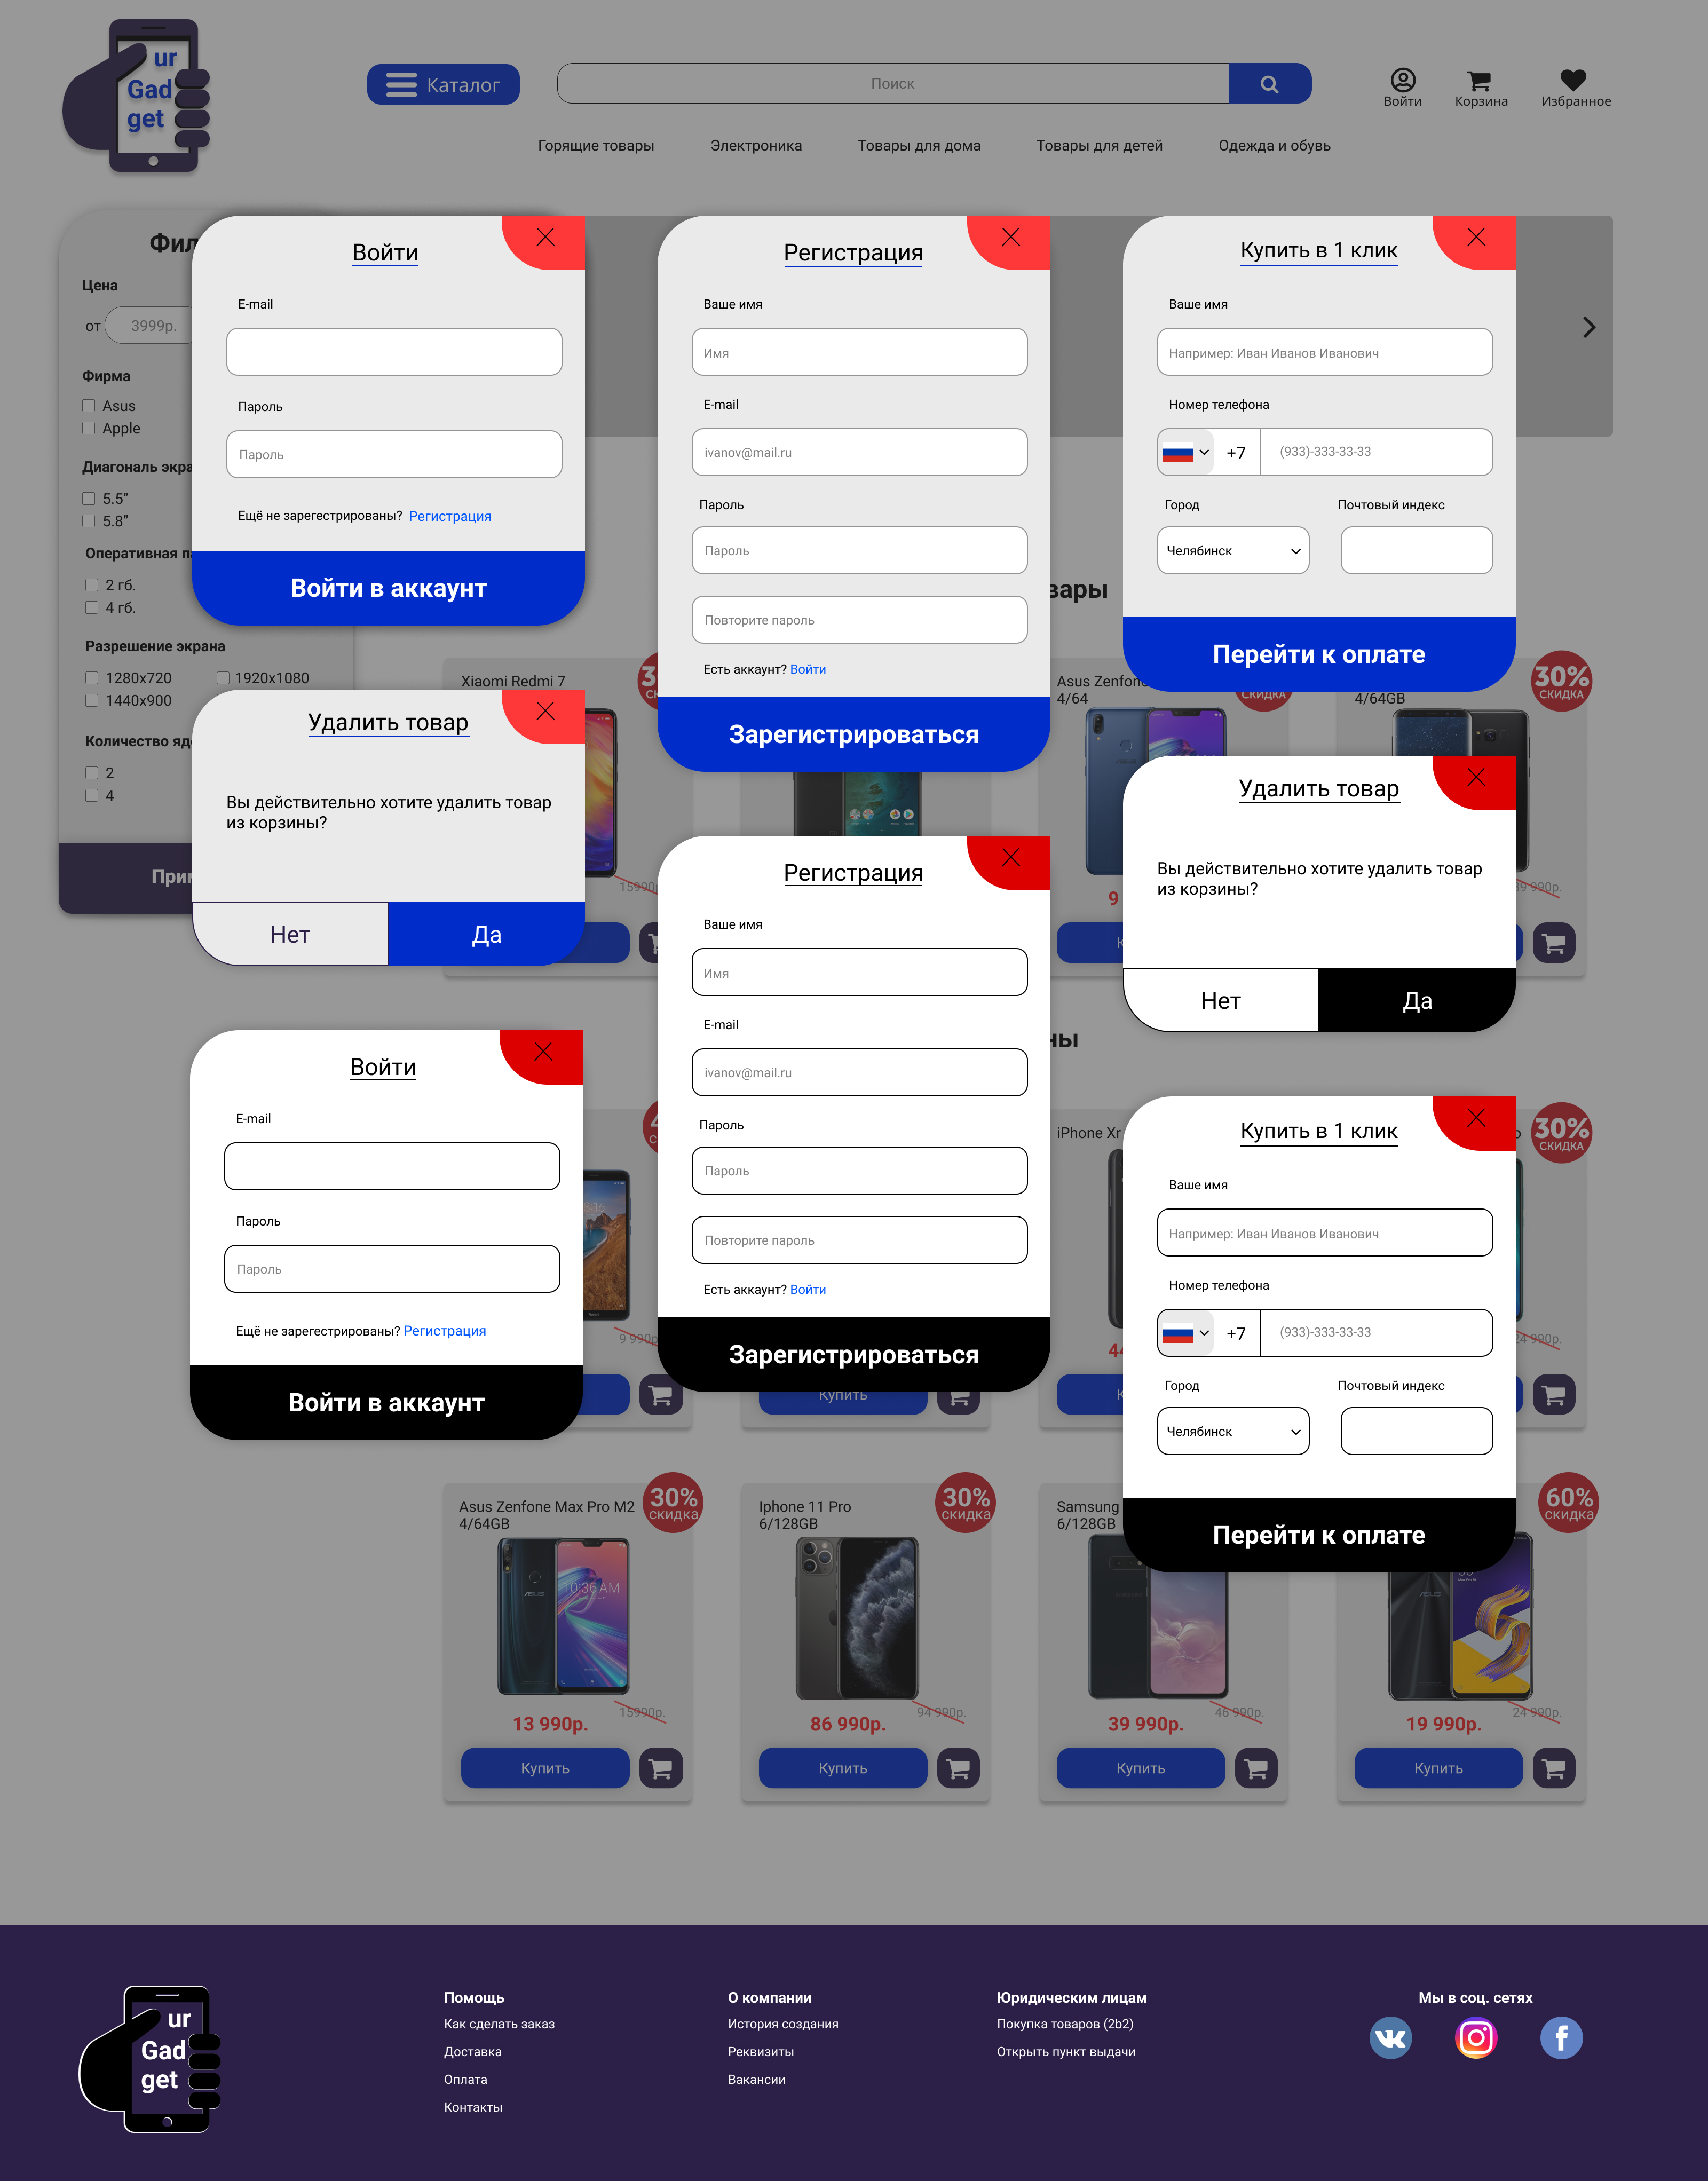 ur
Gad
get
Каталог
Поиск
Войти
Корзина
Избранное
Горящие товары
Электроника
Товары для дома
Товары для детей
Одежда и обувь
Цена
от
3999р.
Фирма
Asus
Apple
Диагональ
5.5”
5.8”
Оперативная
2 гб.
4 гб.
Разрешение экрана
1280x720
1920x1080
1440x900
Количество
2
4
Войти
E-mail
Пароль
Пароль
Ещё не зарегестрированы? Регистрация
Войти в аккаунт
Регистрация
Ваше имя
Имя
E-mail
ivanov@mail.ru
Пароль
Пароль
Повторите пароль
Есть аккаунт? Войти
Зарегистрироваться
Купить в 1 клик
Ваше имя
Например: Иван Иванов Иванович
Номер телефона
+7
(933)-333-33-33
Город
Почтовый индекс
Челябинск
Перейти к оплате
Xiaomi Redmi 7
Asus
4/64
4/64GB
30%
СКИДКА
Удалить товар
Вы действительно хотите удалить товар
из корзины?
Нет
Да
Удалить товар
Вы действительно хотите удалить товар
из корзины?
Нет
Да
Войти
E-mail
Пароль
Пароль
Ещё не зарегестрированы? Регистрация
Войти в аккаунт
Регистрация
Ваше имя
Имя
E-mail
ivanov@mail.ru
Пароль
Пароль
Повторите пароль
Есть аккаунт? Войти
Зарегистрироваться
Купить
iPhone Xr
30%
СКИДКА
Купить в 1 клик
Ваше имя
Например: Иван Иванов Иванович
Номер телефона
+7
(933)-333-33-33
Город
Почтовый индекс
Челябинск
Перейти к оплате
Asus Zenfone Max Pro M2
4/64GB
30%
скидка
10:36 AM
15990р.
13 990р.
Купить
Iphone 11 Pro
6/128GB
30%
скидка
94 990р.
86 990р.
Купить
Samsung
6/128GB
46 990р.
39 990р.
Купить
60%
скидка
24 990р.
19 990р.
Купить
ur
Gad
get
Помощь
Как сделать заказ
Доставка
Оплата
Контакты
О компании
История создания
Реквизиты
Вакансии
Юридическим лицам
Покупка товаров (2b2)
Открыть пункт выдачи
Мы в соц. сетях